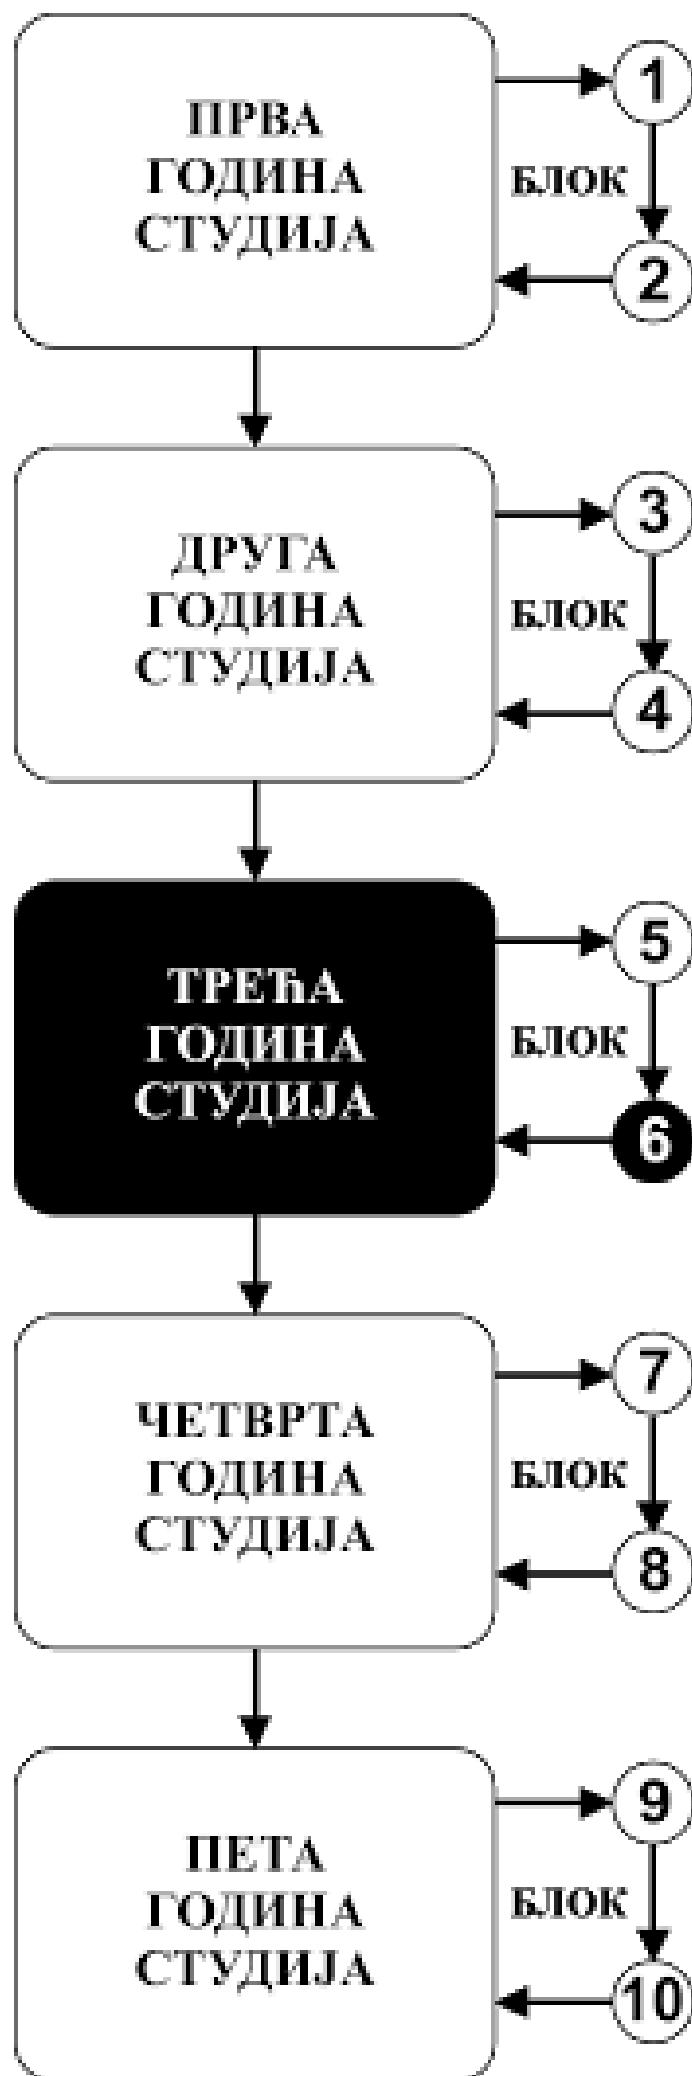 ПРВА
ГОДИНА
СТУДИЈА
1
БЛОК
2
ДРУГА
ГОДИНА
СТУДИЈА
3
БЛОК
4
ТРЕЋА
ГОДИНА
СТУДИЈА
5
БЛОК
6
ЧЕТВРТА
ГОДИНА
СТУДИЈА
7
БЛОК
8
ПЕТА
ГОДИНА
СТУДИЈА
9
БЛОК
10